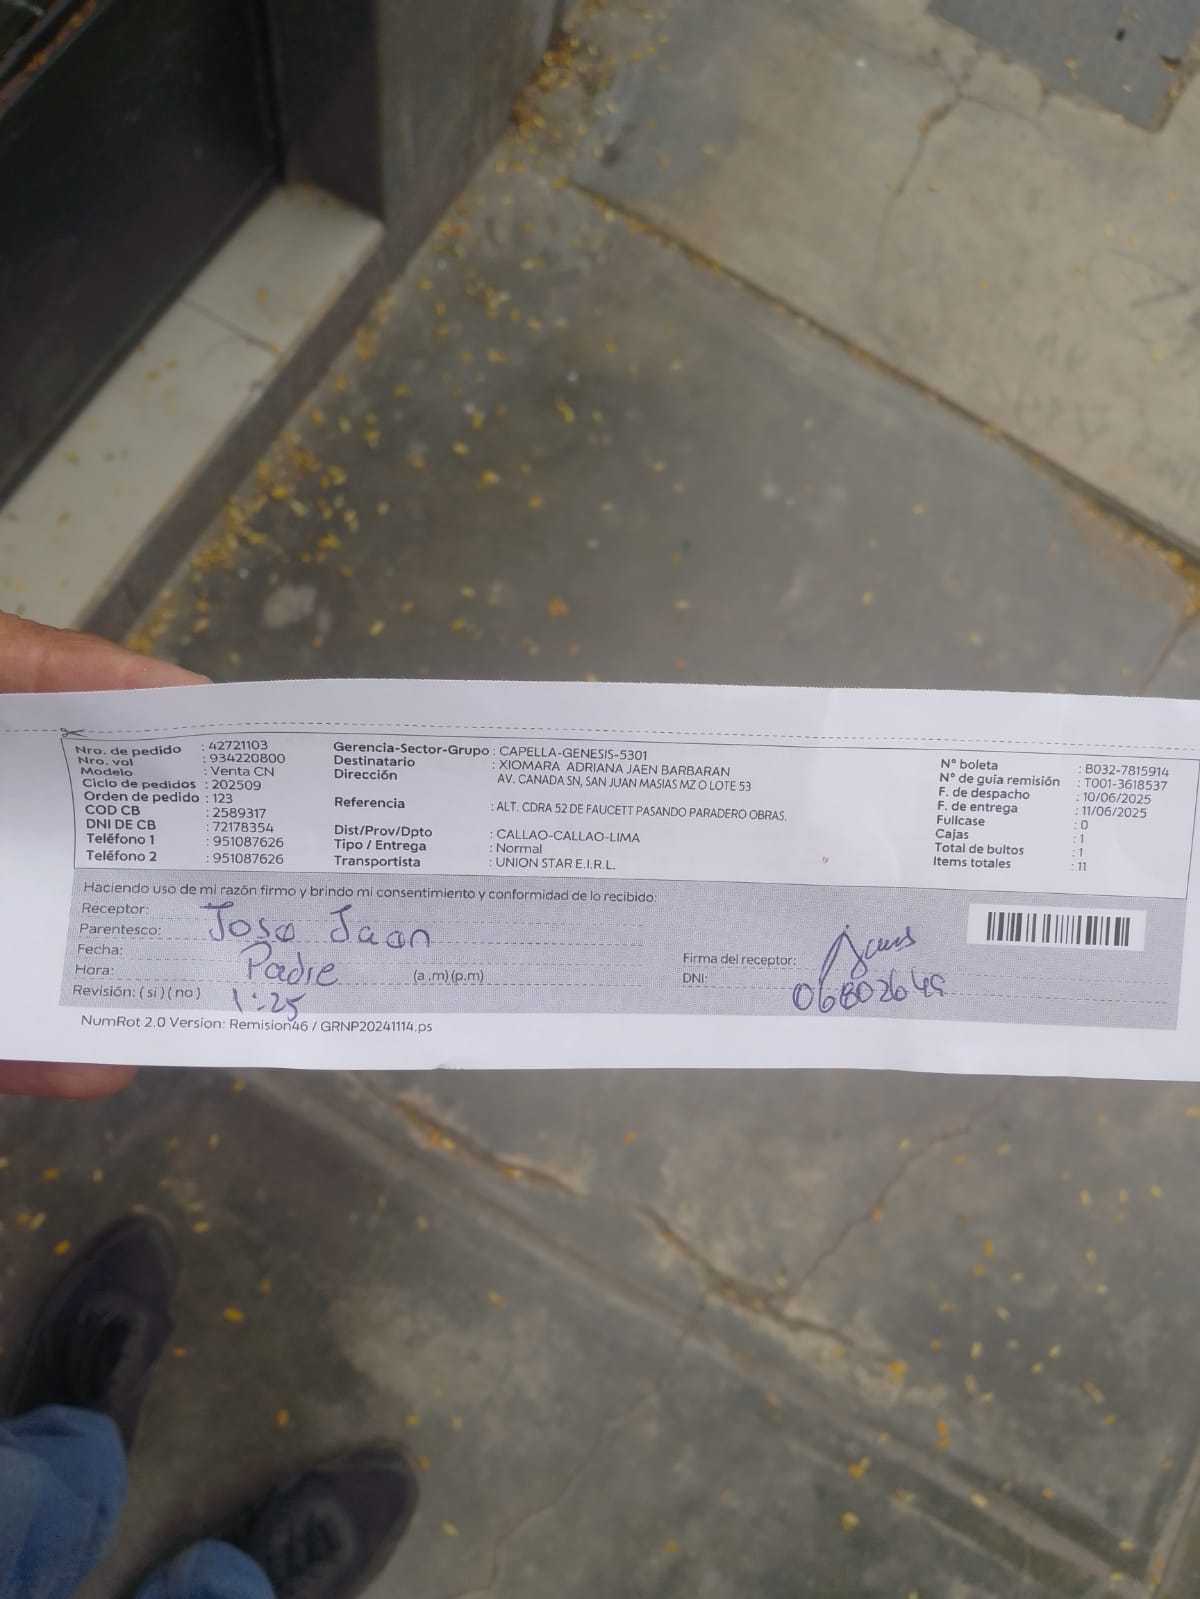 Nro. de pedido : 42721103
Nro. vol : 934220800
Modelo : Venta CN
Ciclo de pedidos : 202509
Orden de pedido : 123
COD CB : 2589317
DNI DE CB : 72178354
Teléfono 1 : 951087626
Teléfono 2 : 951087626
Gerencia-Sector-Grupo : CAPELLA-GENESIS-5301
Destinatario : XIOMARA ADRIANA JAEN BARBARAN
Dirección AV. CANADA SN, SAN JUAN MASIAS MZ O LOTE 53
Referencia : ALT. CDRA 52 DE FAUCETT PASANDO PARADERO OBRAS.
Dist/Prov/Dpto : CALLAO-CALLAO-LIMA
Tipo / Entrega : Normal
Transportista : UNION STAR E.I.R.L.
N° boleta : B032-7815914
N° de guia remisión : T001-3618537
F. de despacho : 10/06/2025
F. de entrega : 11/06/2025
Fullcase : 0
Cajas : 1
Total de bultos : 1
Items totales : 11
Haciendo uso de mi razón firmo y brindo mi consentimiento y conformidad de lo recibido:
Receptor:
Parentesco: Jose Jaen
Fecha:
Hora: Padre (a.m)(p.m)
Revisión: ( si ) ( no ) 1:25
Firma del receptor:
DNI: 06802649
NumRot 2.0 Version: Remision46 / GRNP20241114.ps